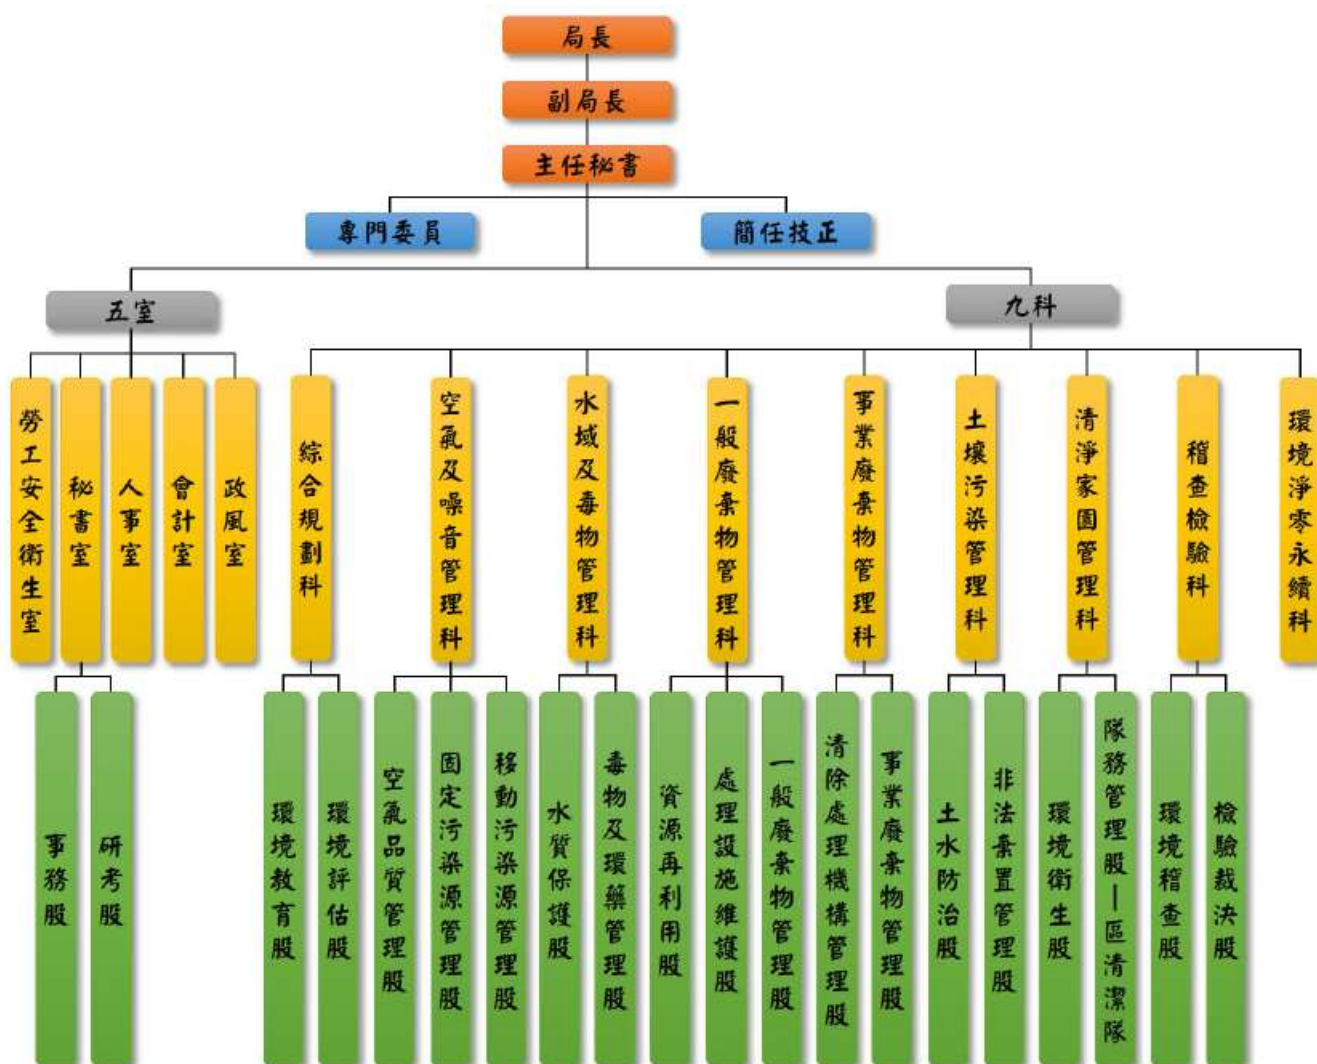 局長
副局長
主任秘書
專門委員
簡任技正
五室
九科
勞工安全衛生室
秘書室
人事室
會計室
政風室
綜合規劃科
空氣及噪音管理科
水域及毒物管理科
一般廢棄物管理科
事業廢棄物管理科
土壤污染管理科
清淨家園管理科
稽查檢驗科
環境淨零永續科
事務股
研考股
環境教育股
環境評估股
空氣品質管理股
固定污染源管理股
移動污染源管理股
水質保護股
毒物及環藥管理股
資源再利用股
處理設施維護股
一般廢棄物管理股
清除處理機構管理股
事業廢棄物管理股
土水防治股
非法棄置管理股
環境衛生股
隊務管理股—區清潔隊
環境稽查股
檢驗裁決股